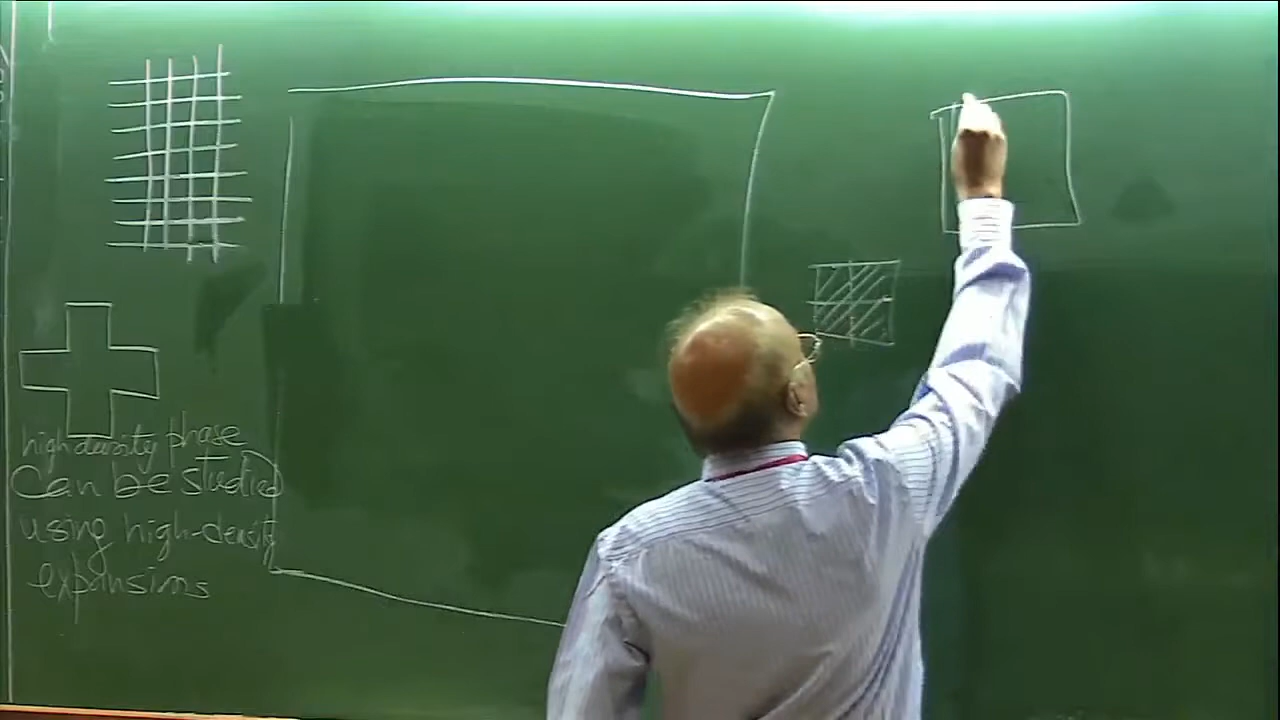 high density phase
can be studied
using high-density
expansions